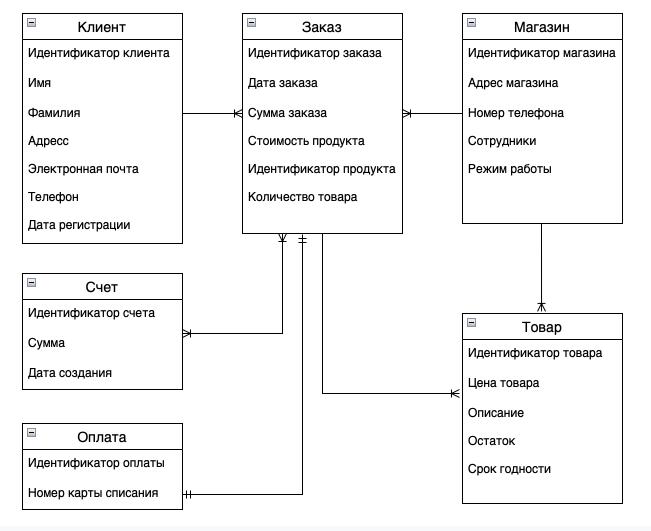 Клиент
Идентификатор клиента
Имя
Фамилия
Адресс
Электронная почта
Телефон
Дата регистрации
Заказ
Идентификатор заказа
Дата заказа
Сумма заказа
Стоимость продукта
Идентификатор продукта
Количество товара
Магазин
Идентификатор магазина
Адрес магазина
Номер телефона
Сотрудники
Режим работы
Счет
Идентификатор счета
Сумма
Дата создания
Товар
Идентификатор товара
Цена товара
Описание
Остаток
Срок годности
Оплата
Идентификатор оплаты
Номер карты списания